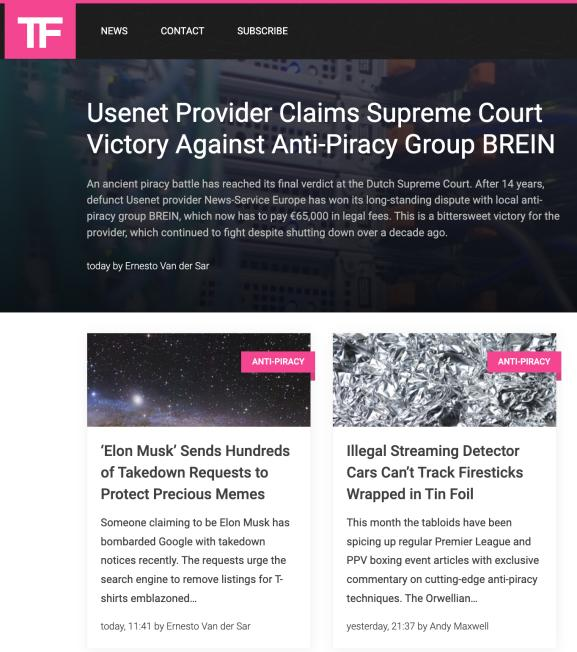 TF
NEWS CONTACT SUBSCRIBE
Usenet Provider Claims Supreme Court
Victory Against Anti-Piracy Group BREIN
An ancient piracy battle has reached its final verdict at the Dutch Supreme Court. After 14 years,
defunct Usenet provider News-Service Europe has won its long-standing dispute with local anti-
piracy group BREIN, which now has to pay €65,000 in legal fees. This is a bittersweet victory for the
provider, which continued to fight despite shutting down over a decade ago.
today by Ernesto Van der Sar
ANTI-PIRACY
‘Elon Musk’ Sends Hundreds
of Takedown Requests to
Protect Precious Memes
Someone claiming to be Elon Musk has
bombarded Google with takedown
notices recently. The requests urge the
search engine to remove listings for T-
shirts emblazoned...
today, 11:41 by Ernesto Van der Sar
ANTI-PIRACY
Illegal Streaming Detector
Cars Can’t Track Firesticks
Wrapped in Tin Foil
This month the tabloids have been
spicing up regular Premier League and
PPV boxing event articles with exclusive
commentary on cutting-edge anti-piracy
techniques. The Orwellian...
yesterday, 21:37 by Andy Maxwell